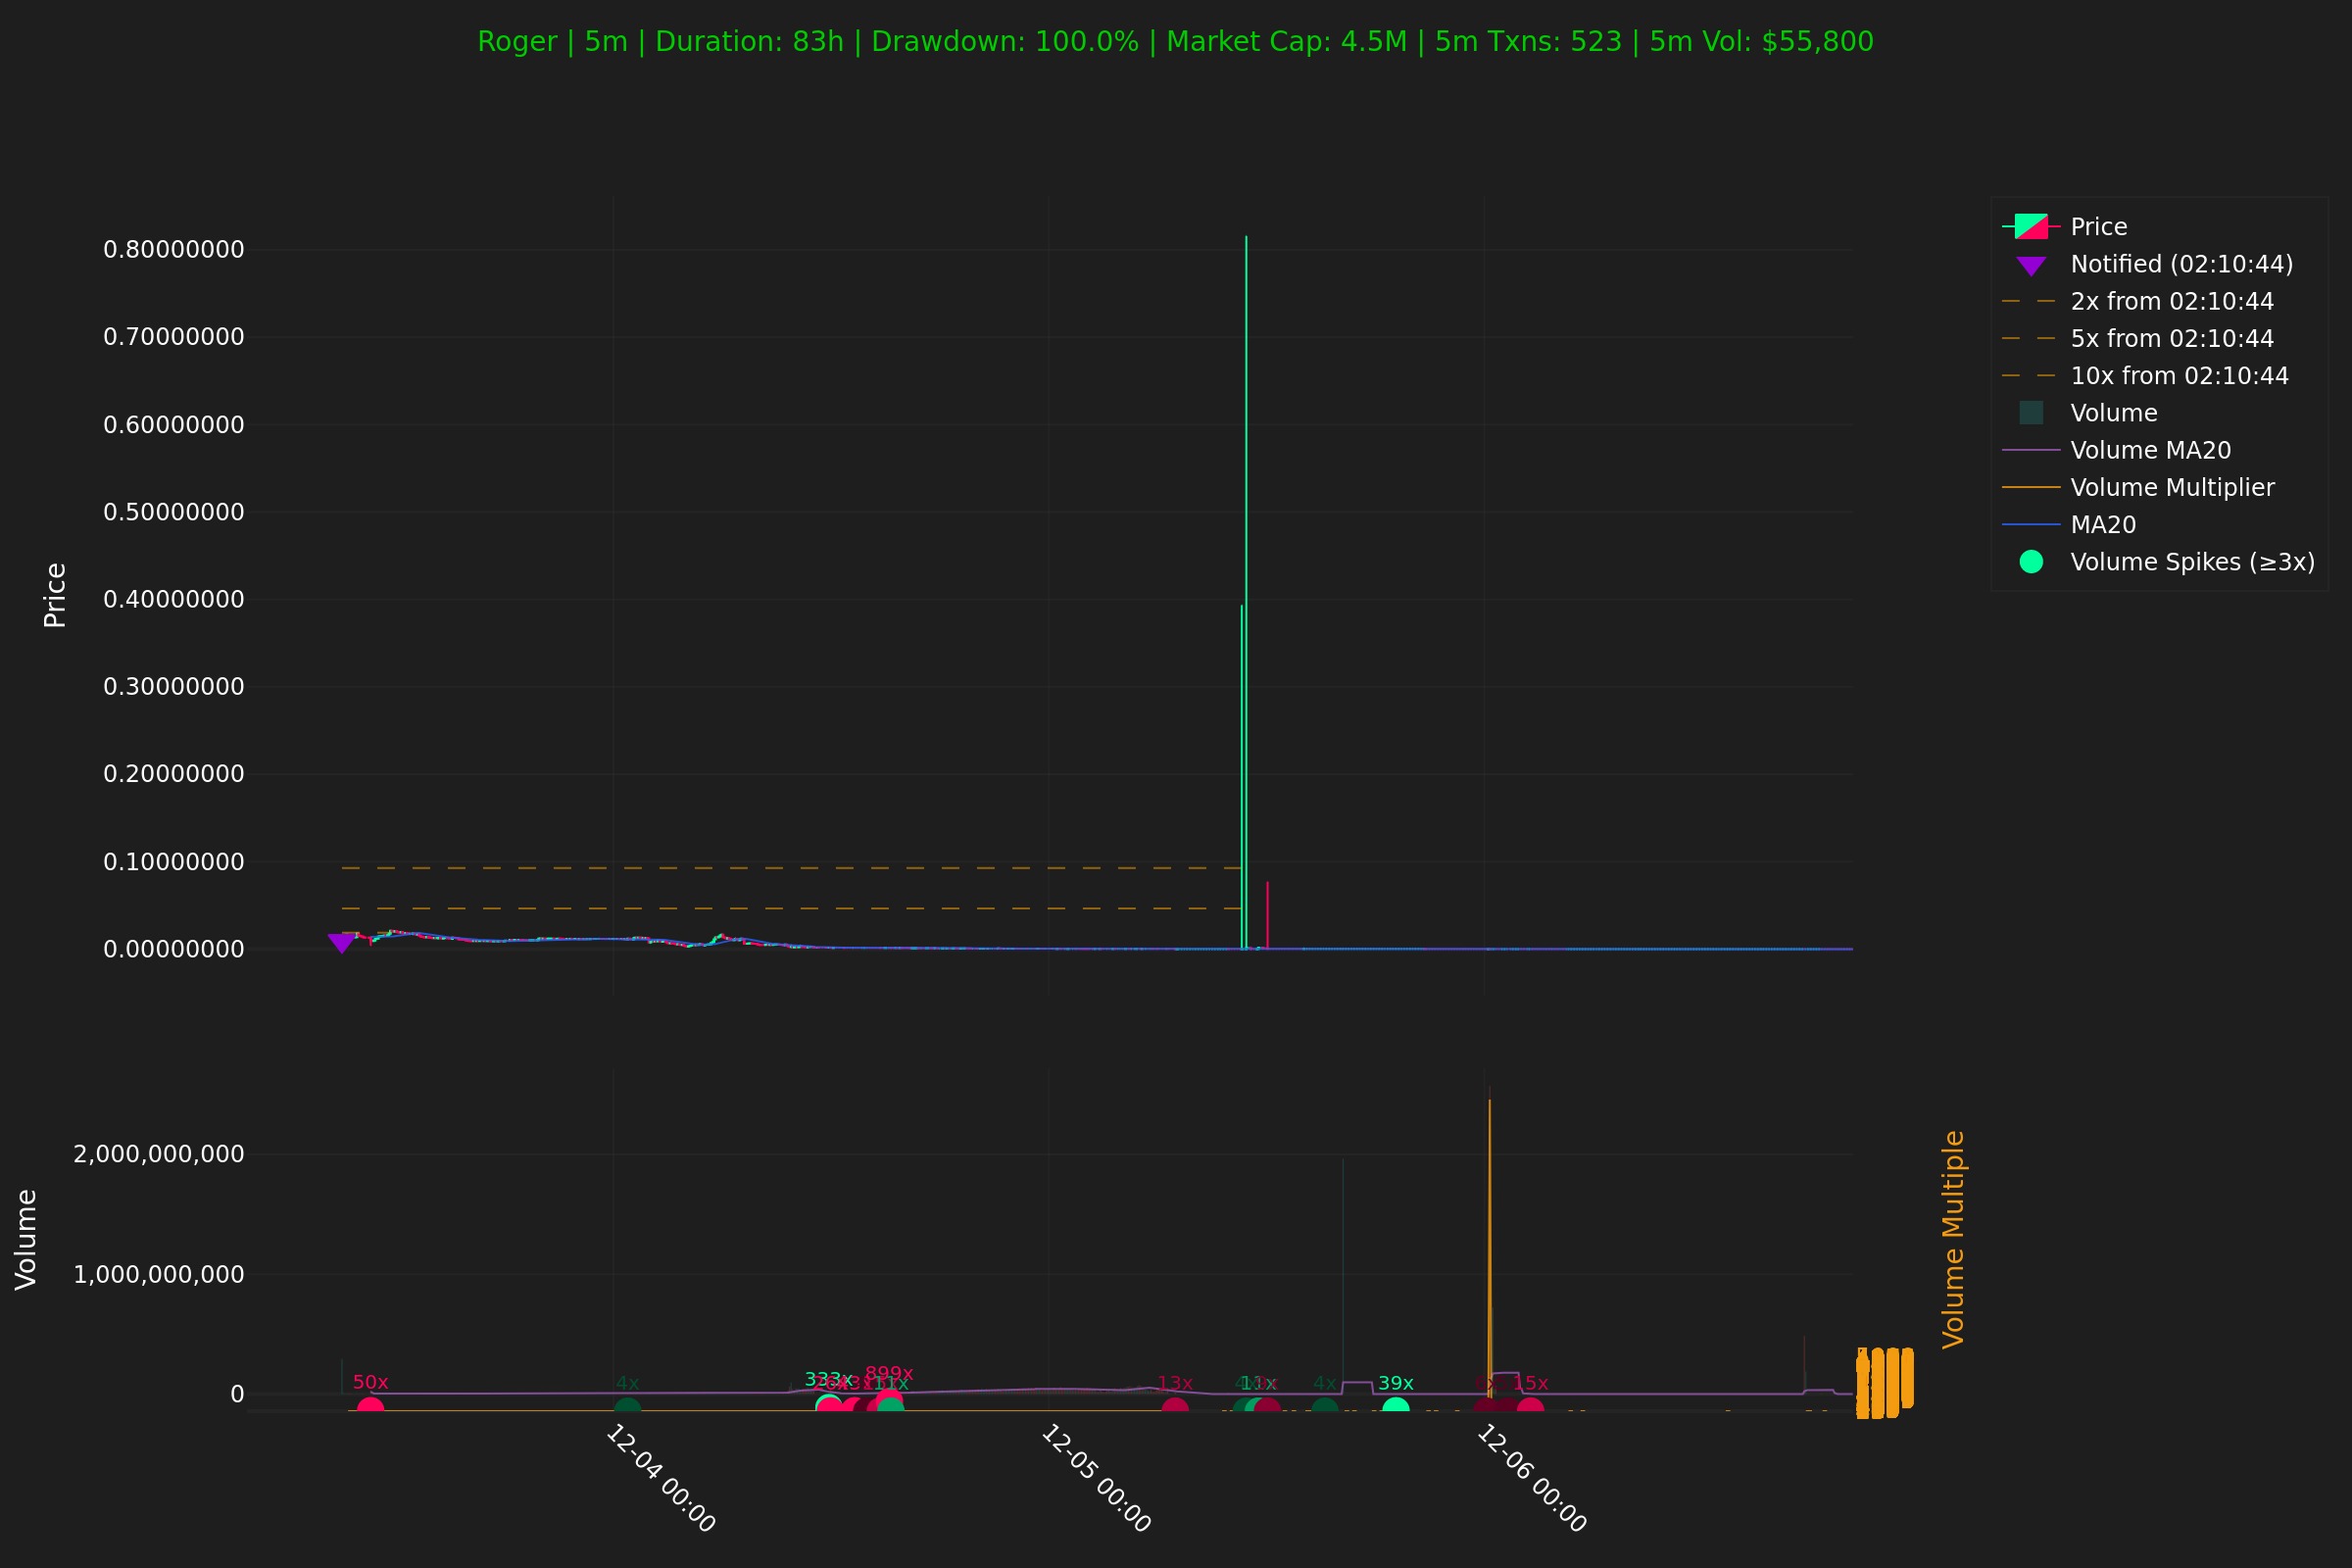 Roger | 5m | Duration: 83h | Drawdown: 100.0% | Market Cap: 4.5M | 5m Txns: 523 | 5m Vol: $55,800
Price
0.80000000
0.70000000
0.60000000
0.50000000
0.40000000
0.30000000
0.20000000
0.10000000
0.00000000
Price
Notified (02:10:44)
2x from 02:10:44
5x from 02:10:44
10x from 02:10:44
Volume
Volume MA20
Volume Multiplier
MA20
Volume Spikes (≥3x)
Volume
2,000,000,000
1,000,000,000
0
50x
4x
333x
899x
11x
13x
11x
4x
39x
15x
Volume Multiple
12-04 00:00
12-05 00:00
12-06 00:00